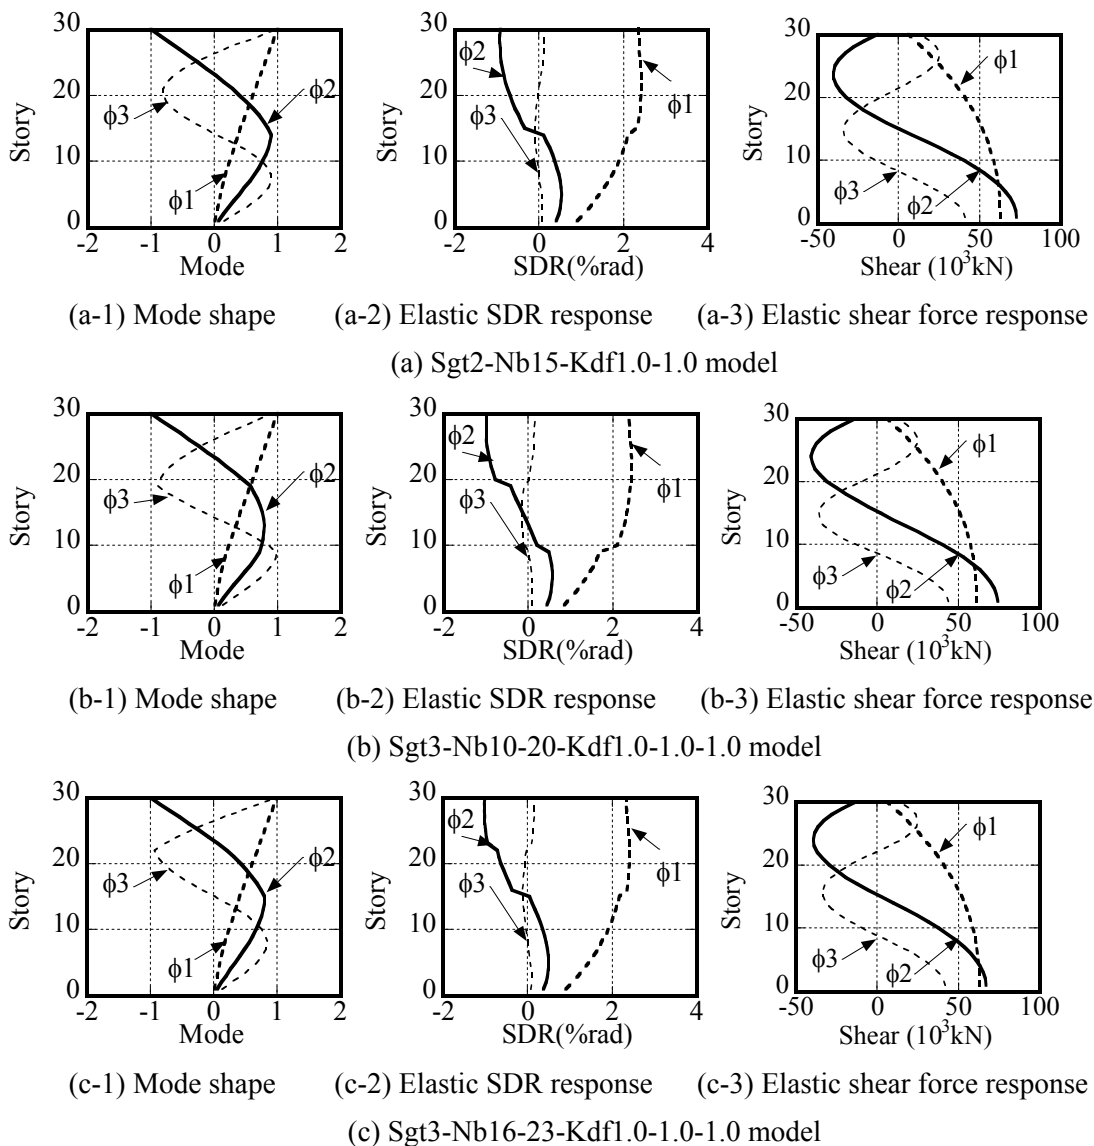 30
20
10
0
Story
ϕ3
ϕ2
ϕ1
-2 -1 0 1 2
Mode
30
20
10
0
Story
ϕ2
ϕ3
ϕ1
-2 0 2 4
SDR(%rad)
30
20
10
0
Story
ϕ1
ϕ3
ϕ2
-50 0 50 100
Shear (10³kN)
(a-1) Mode shape (a-2) Elastic SDR response (a-3) Elastic shear force response
(a) Sgt2-Nb15-Kdf1.0-1.0 model
30
20
10
0
Story
ϕ2
ϕ3
ϕ1
-2 -1 0 1 2
Mode
30
20
10
0
Story
ϕ2
ϕ3
ϕ1
-2 0 2 4
SDR(%rad)
30
20
10
0
Story
ϕ1
ϕ3
ϕ2
-50 0 50 100
Shear (10³kN)
(b-1) Mode shape (b-2) Elastic SDR response (b-3) Elastic shear force response
(b) Sgt3-Nb10-20-Kdf1.0-1.0-1.0 model
30
20
10
0
Story
ϕ2
ϕ3
ϕ1
-2 -1 0 1 2
Mode
30
20
10
0
Story
ϕ2
ϕ1
ϕ3
-2 0 2 4
SDR(%rad)
30
20
10
0
Story
ϕ1
ϕ3
ϕ2
-50 0 50 100
Shear (10³kN)
(c-1) Mode shape (c-2) Elastic SDR response (c-3) Elastic shear force response
(c) Sgt3-Nb16-23-Kdf1.0-1.0-1.0 model